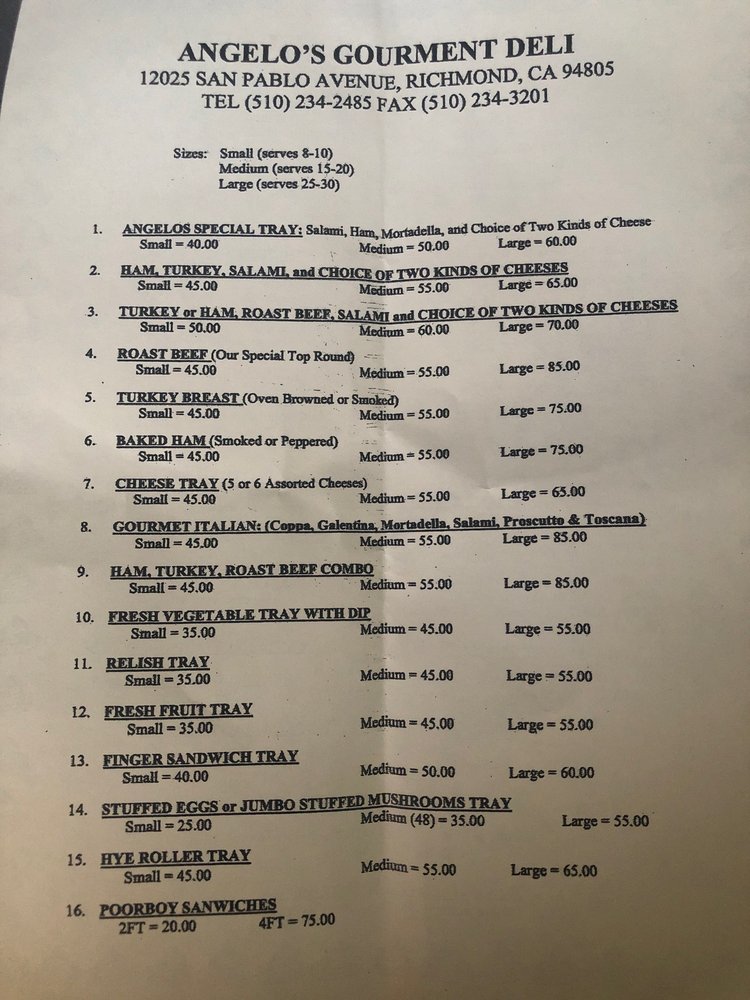 ANGELO'S GOURMENT DELI
12025 SAN PABLO AVENUE, RICHMOND, CA 94805
TEL (510) 234-2485 FAX (510) 234-3201
Sizes: Small (serves 8-10)
Medium (serves 15-20)
Large (serves 25-30)
1. ANGELOS SPECIAL TRAY: Salami, Ham, Mortadella, and Choice of Two Kinds of Cheese
Small = 40.00 Medium = 50.00 Large = 60.00
2. HAM, TURKEY, SALAMI, and CHOICE OF TWO KINDS OF CHEESES
Small = 45.00 Medium = 55.00 Large = 65.00
3. TURKEY or HAM, ROAST BEEF, SALAMI and CHOICE OF TWO KINDS OF CHEESES
Small = 50.00 Medium = 60.00 Large = 70.00
4. ROAST BEEF (Our Special Top Round)
Small = 45.00 Medium = 55.00 Large = 85.00
5. TURKEY BREAST (Oven Browned or Smoked)
Small = 45.00 Medium = 55.00 Large = 75.00
6. BAKED HAM (Smoked or Peppered)
Small = 45.00 Medium = 55.00 Large = 75.00
7. CHEESE TRAY (5 or 6 Assorted Cheeses)
Small = 45.00 Medium = 55.00 Large = 65.00
8. GOURMET ITALIAN: (Coppa, Galentina, Mortadella, Salami, Proscutto & Toscana)
Small = 45.00 Medium = 55.00 Large = 85.00
9. HAM, TURKEY, ROAST BEEF COMBO
Small = 45.00 Medium = 55.00 Large = 85.00
10. FRESH VEGETABLE TRAY WITH DIP
Small = 35.00 Medium = 45.00 Large = 55.00
11. RELISH TRAY
Small = 35.00 Medium = 45.00 Large = 55.00
12. FRESH FRUIT TRAY
Small = 35.00 Medium = 45.00 Large = 55.00
13. FINGER SANDWICH TRAY
Small = 40.00 Medium = 50.00 Large = 60.00
14. STUFFED EGGS or JUMBO STUFFED MUSHROOMS TRAY
Small = 25.00 Medium (48) = 35.00 Large = 55.00
15. HYE ROLLER TRAY
Small = 45.00 Medium = 55.00 Large = 65.00
16. POORBOY SANWICHES
2FT = 20.00 4FT = 75.00